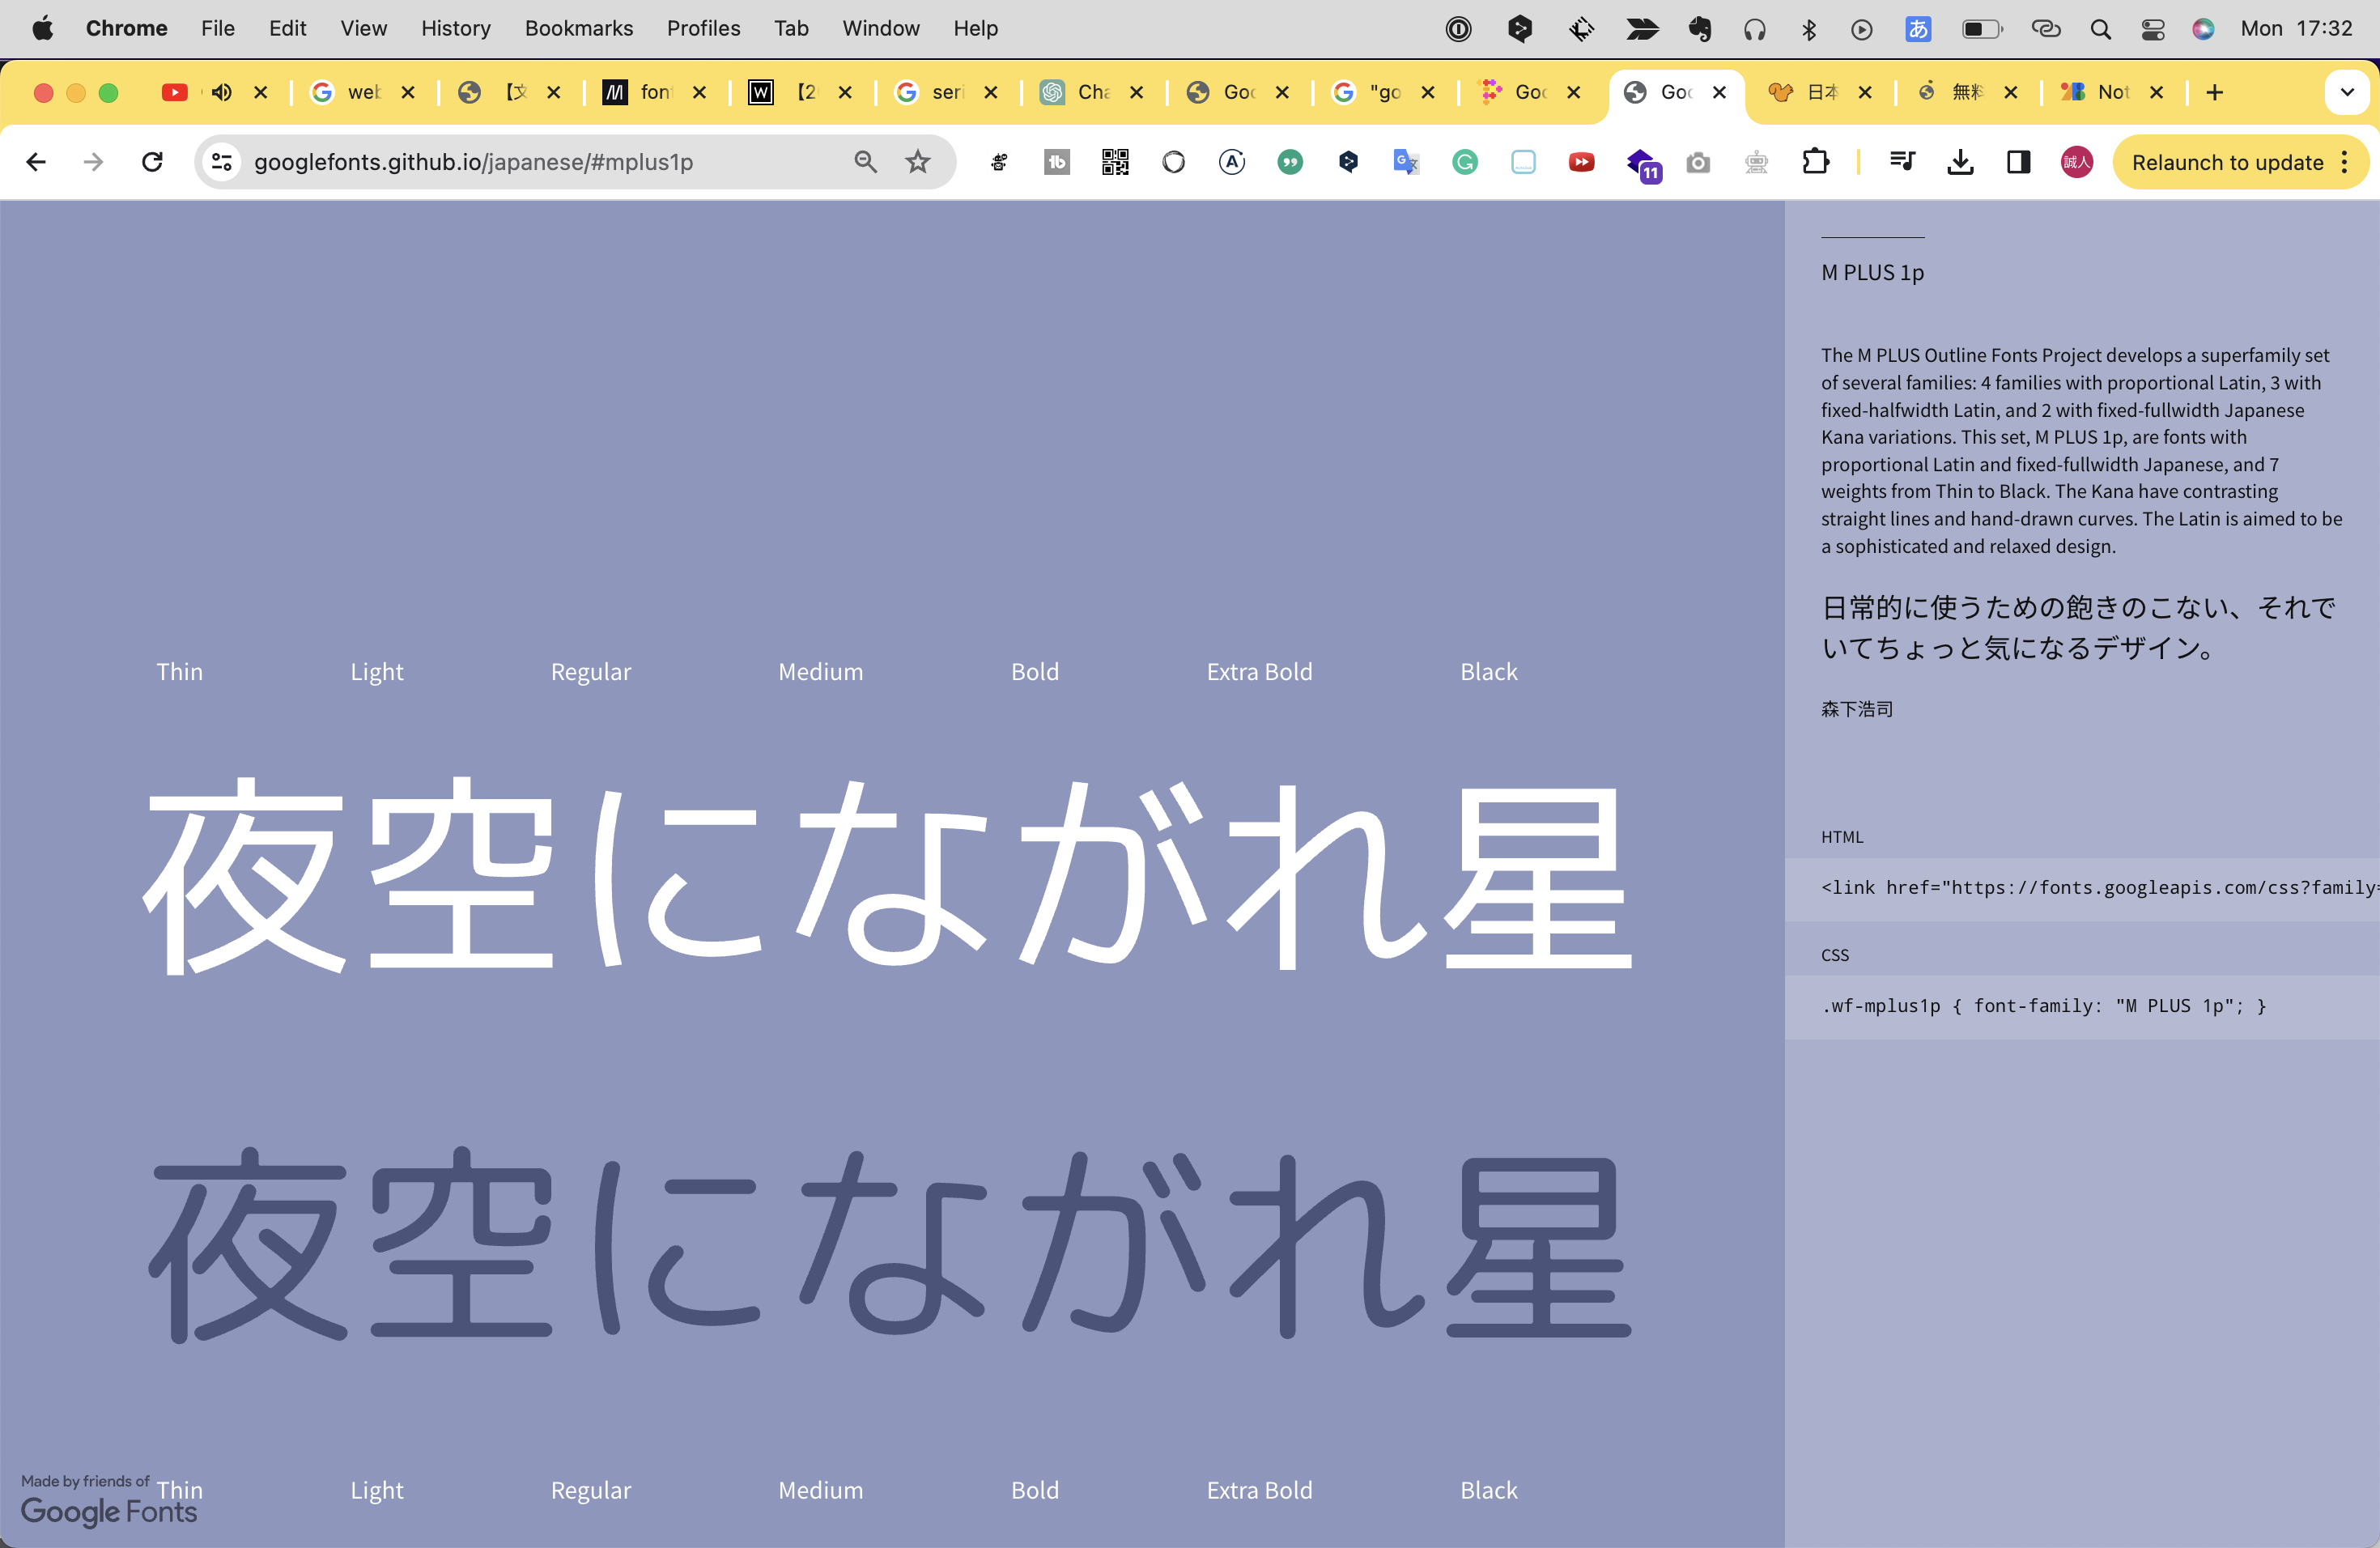 Chrome File Edit View History Bookmarks Profiles Tab Window Help あ Mon 17:32
web 【文 font W 【2 seri Cha Goo "go Goo Goo 日本 無料 Not
googlefonts.github.io/japanese/#mplus1p 11 誠人 Relaunch to update
M PLUS 1p
The M PLUS Outline Fonts Project develops a superfamily set
of several families: 4 families with proportional Latin, 3 with
fixed-halfwidth Latin, and 2 with fixed-fullwidth Japanese
Kana variations. This set, M PLUS 1p, are fonts with
proportional Latin and fixed-fullwidth Japanese, and 7
weights from Thin to Black. The Kana have contrasting
straight lines and hand-drawn curves. The Latin is aimed to be
a sophisticated and relaxed design.
日常的に使うための飽きのこない、それで
いてちょっと気になるデザイン。
森下浩司
HTML
<link href="https://fonts.googleapis.com/css?family=
CSS
.wf-mplus1p { font-family: "M PLUS 1p"; }
Thin Light Regular Medium Bold Extra Bold Black
夜空にながれ星
夜空にながれ星
Thin Light Regular Medium Bold Extra Bold Black
Made by friends of
Google Fonts